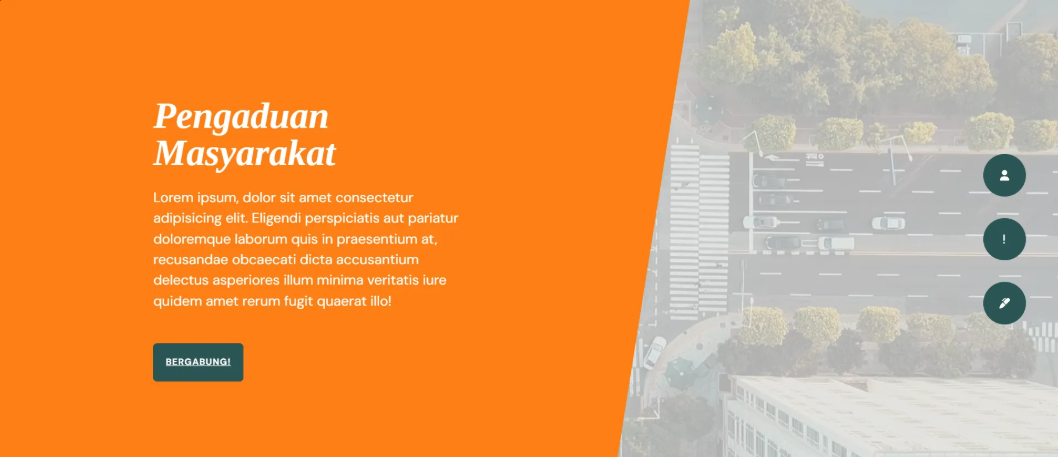 Pengaduan
Masyarakat
Lorem ipsum, dolor sit amet consectetur
adipisicing elit. Eligendi perspiciatis aut pariatur
doloremque laborum quis in praesentium at,
recusandae obcaecati dicta accusantium
delectus asperiores illum minima veritatis iure
quidem amet rerum fugit quaerat illo!
BERGABUNG!